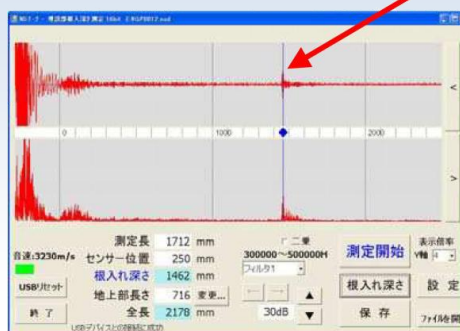 0 1000 2000
<
>
測定長 1712 mm
音速:3230m/s センサー位置 250 mm
根入れ深さ 1462 mm
地上部長さ 716 変更...
全長 2178 mm
USBリセット
終了
USBデバイスとの接続に成功
二乗
300000～500000H
フィルタ1
← → ▲
30dB ▼
測定開始
表示倍率
Y軸 4
根入れ深さ 設定
保存 ファイルを開